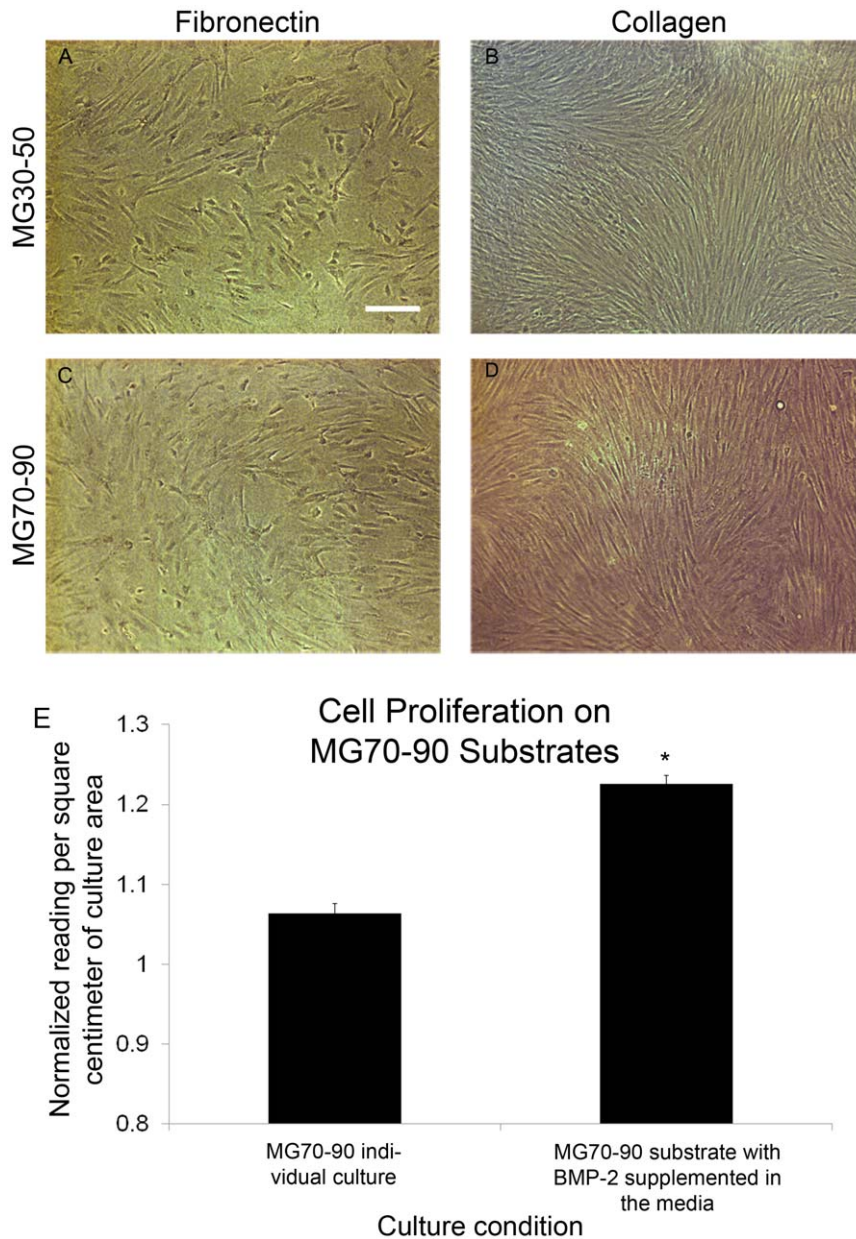 Fibronectin
Collagen
MG30-50
A
B
MG70-90
C
D
E
Cell Proliferation on
MG70-90 Substrates
*
Normalized reading per square
centimeter of culture area
1.3
1.2
1.1
1
0.9
0.8
MG70-90 indi-
vidual culture
MG70-90 substrate with
BMP-2 supplemented in
the media
Culture condition